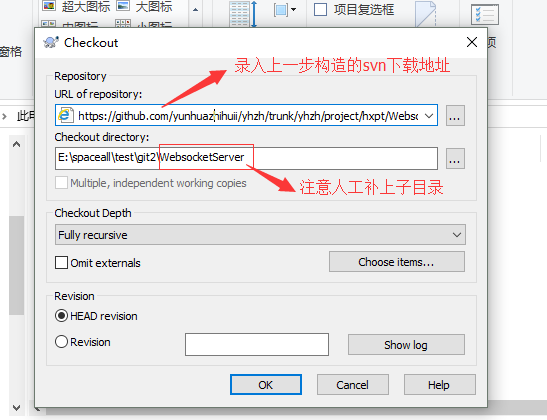 超大图标
大图标
中图标
小图标
项目复选框
窗格
项
此电
Checkout
Repository
录入上一步构造的svn下载地址
URL of repository:
https://github.com/yunhuazhihuii/yhzh/trunk/yhzh/project/hxpt/Websc
...
Checkout directory:
E:\spaceall\test\git2\WebsocketServer
...
Multiple, independent working copies
注意人工补上子目录
Checkout Depth
Fully recursive
Omit externals
Choose items...
Revision
HEAD revision
Revision
Show log
OK
Cancel
Help